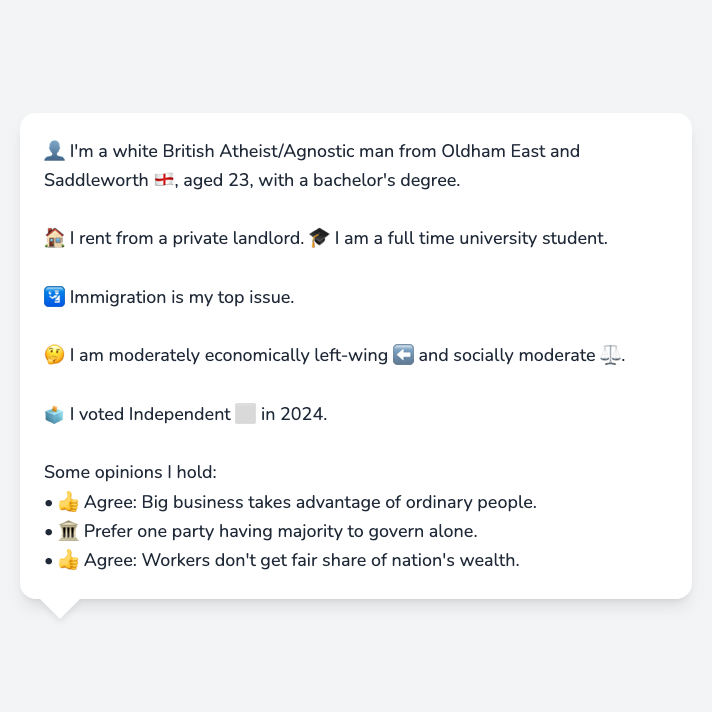 👤 I'm a white British Atheist/Agnostic man from Oldham East and
Saddleworth 🏴󠁧󠁢󠁥󠁮󠁧󠁿, aged 23, with a bachelor's degree.
🏠 I rent from a private landlord. 🎓 I am a full time university student.
🛂 Immigration is my top issue.
🤔 I am moderately economically left-wing ⬅️ and socially moderate ⚖️.
🗳️ I voted Independent ⬜ in 2024.
Some opinions I hold:
• 👍 Agree: Big business takes advantage of ordinary people.
• 🏛️ Prefer one party having majority to govern alone.
• 👍 Agree: Workers don't get fair share of nation's wealth.